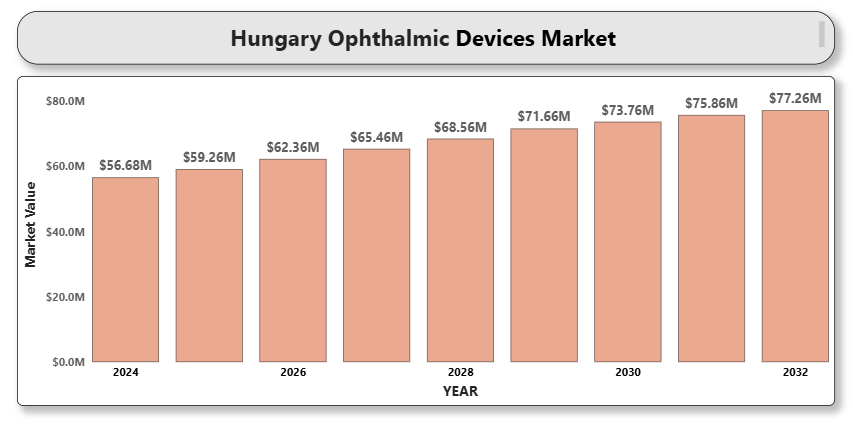 Hungary Ophthalmic Devices Market
$80.0M
$60.0M
$40.0M
$20.0M
$0.0M
Market Value
$56.68M
$59.26M
$62.36M
$65.46M
$68.56M
$71.66M
$73.76M
$75.86M
$77.26M
2024
2026
2028
2030
2032
YEAR